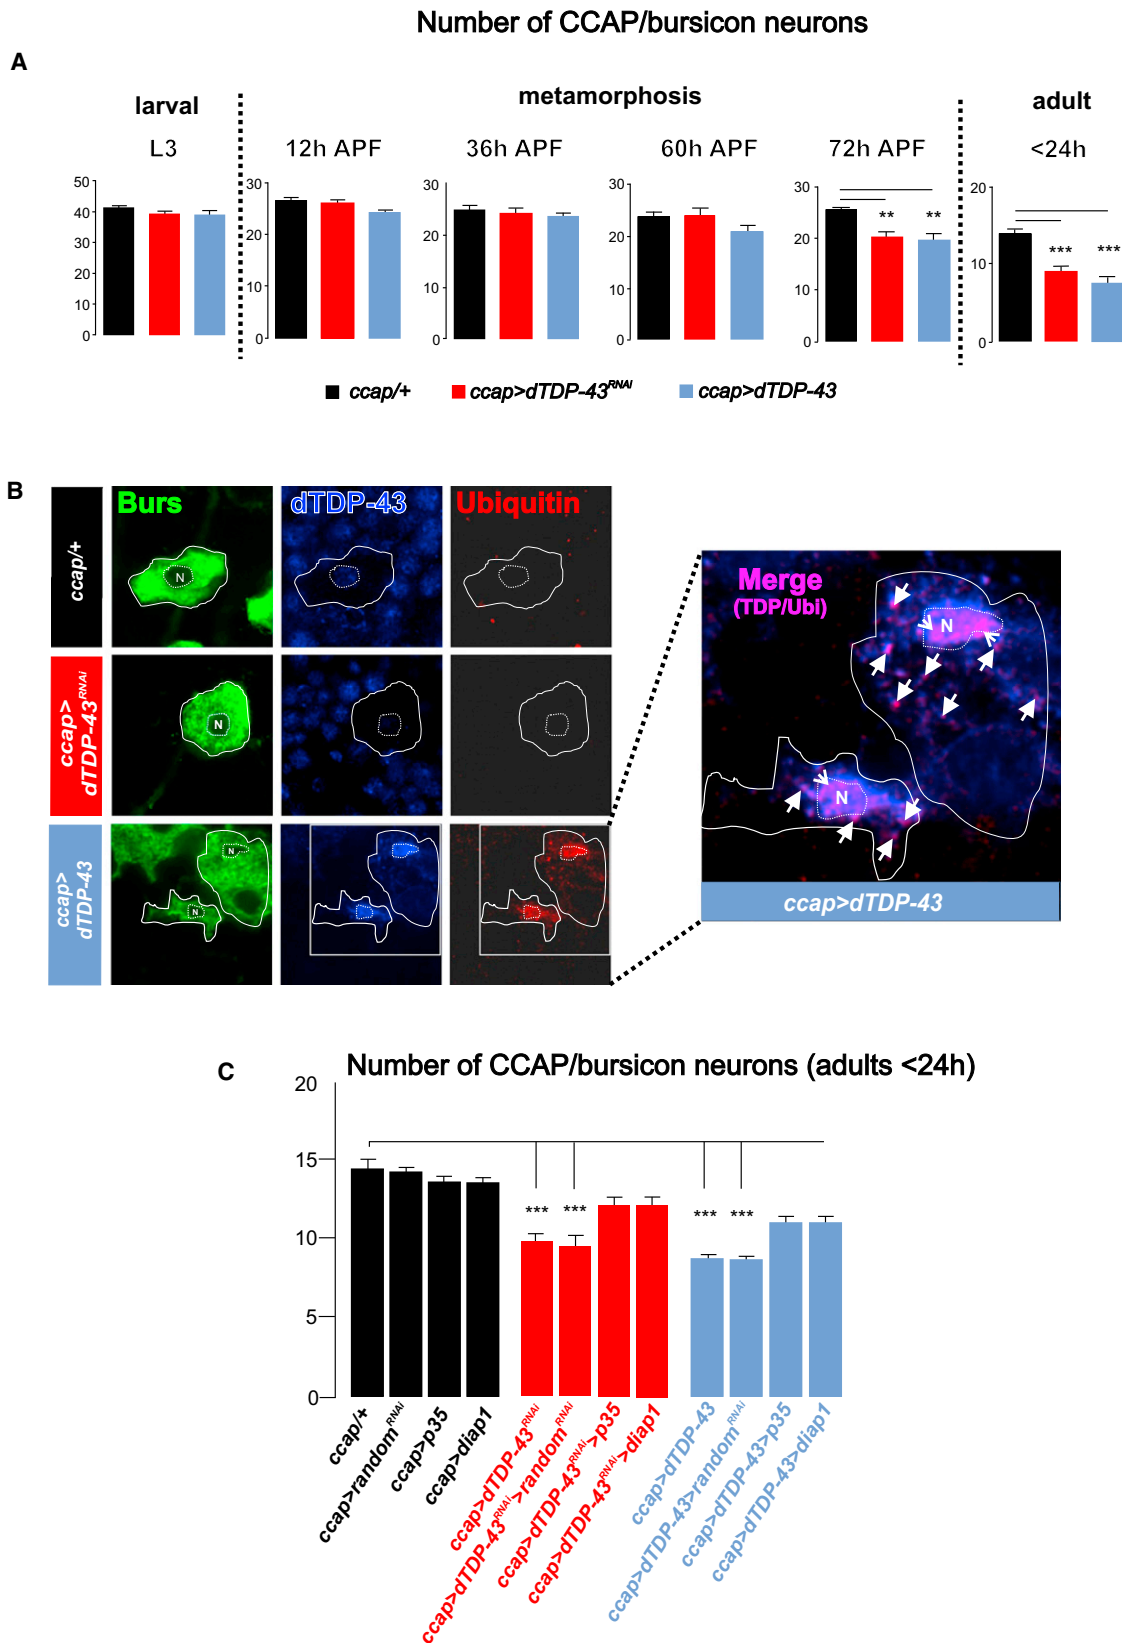 Number of CCAP/bursicon neurons
A
larval
metamorphosis
adult
L3
12h APF
36h APF
60h APF
72h APF
<24h
50
40
30
20
10
0
30
20
10
0
30
20
10
0
30
20
10
0
30
20
10
0
** **
20
10
0
*** ***
ccap/+ ccap>dTDP-43RNAi ccap>dTDP-43
B
Burs
dTDP-43
Ubiquitin
ccap/+
N
ccap>
dTDP-43RNAi
N
ccap>
dTDP-43
N
N
Merge
(TDP/Ubi)
N
N
ccap>dTDP-43
C
Number of CCAP/bursicon neurons (adults <24h)
20
15
10
5
0
*** *** *** ***
ccap/+
ccap>randomRNAi
ccap>p35
ccap>diap1
ccap>dTDP-43RNAi
ccap>dTDP-43RNAi>randomRNAi
ccap>dTDP-43RNAi>p35
ccap>dTDP-43RNAi>diap1
ccap>dTDP-43
ccap>dTDP-43>randomRNAi
ccap>dTDP-43>p35
ccap>dTDP-43>diap1